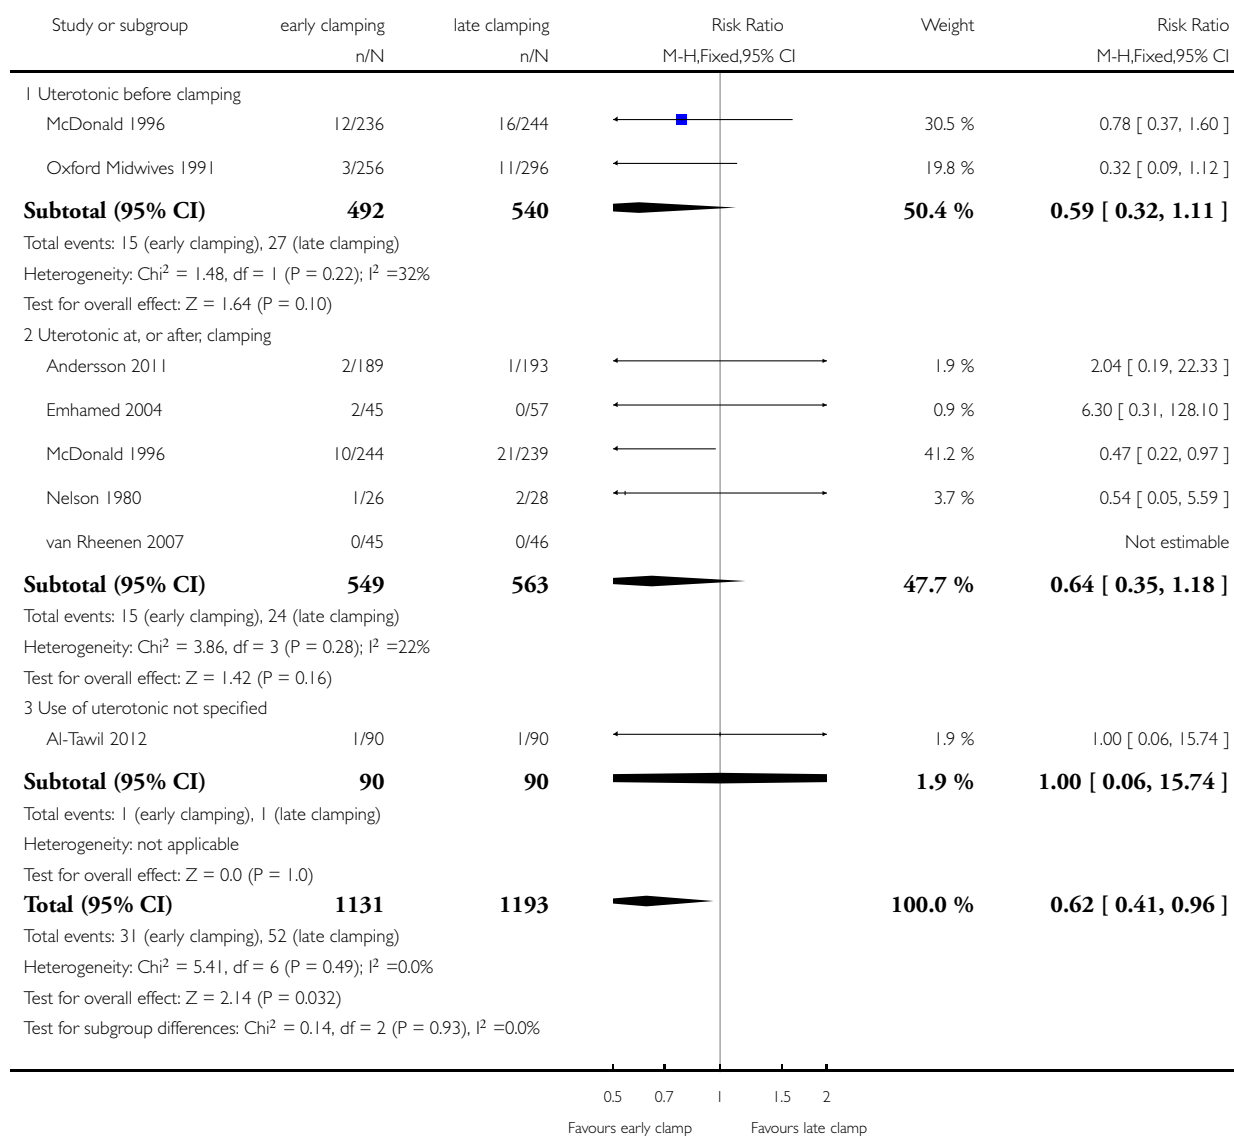 Study or subgroup early clamping late clamping Risk Ratio Weight Risk Ratio
n/N n/N M-H,Fixed,95% CI M-H,Fixed,95% CI
1 Uterotonic before clamping
McDonald 1996 12/236 16/244 30.5 % 0.78 [ 0.37, 1.60 ]
Oxford Midwives 1991 3/256 11/296 19.8 % 0.32 [ 0.09, 1.12 ]
Subtotal (95% CI) 492 540 50.4 % 0.59 [ 0.32, 1.11 ]
Total events: 15 (early clamping), 27 (late clamping)
Heterogeneity: Chi² = 1.48, df = 1 (P = 0.22); I² =32%
Test for overall effect: Z = 1.64 (P = 0.10)
2 Uterotonic at, or after, clamping
Andersson 2011 2/189 1/193 1.9 % 2.04 [ 0.19, 22.33 ]
Emhamed 2004 2/45 0/57 0.9 % 6.30 [ 0.31, 128.10 ]
McDonald 1996 10/244 21/239 41.2 % 0.47 [ 0.22, 0.97 ]
Nelson 1980 1/26 2/28 3.7 % 0.54 [ 0.05, 5.59 ]
van Rheenen 2007 0/45 0/46 Not estimable
Subtotal (95% CI) 549 563 47.7 % 0.64 [ 0.35, 1.18 ]
Total events: 15 (early clamping), 24 (late clamping)
Heterogeneity: Chi² = 3.86, df = 3 (P = 0.28); I² =22%
Test for overall effect: Z = 1.42 (P = 0.16)
3 Use of uterotonic not specified
Al-Tawil 2012 1/90 1/90 1.9 % 1.00 [ 0.06, 15.74 ]
Subtotal (95% CI) 90 90 1.9 % 1.00 [ 0.06, 15.74 ]
Total events: 1 (early clamping), 1 (late clamping)
Heterogeneity: not applicable
Test for overall effect: Z = 0.0 (P = 1.0)
Total (95% CI) 1131 1193 100.0 % 0.62 [ 0.41, 0.96 ]
Total events: 31 (early clamping), 52 (late clamping)
Heterogeneity: Chi² = 5.41, df = 6 (P = 0.49); I² =0.0%
Test for overall effect: Z = 2.14 (P = 0.032)
Test for subgroup differences: Chi² = 0.14, df = 2 (P = 0.93), I² =0.0%
0.5 0.7 1 1.5 2
Favours early clamp Favours late clamp